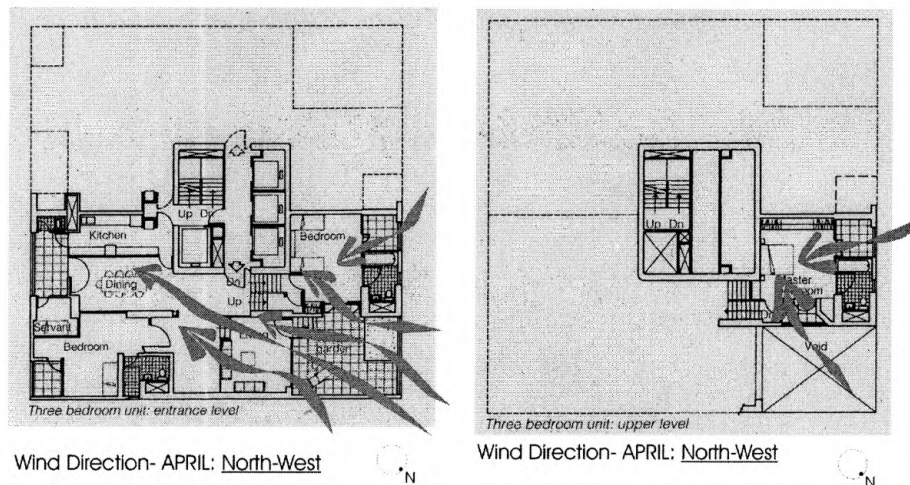 Up Dn
Kitchen
Bedroom
Dining
Dn
Up
Servant
Bedroom
Three bedroom unit: entrance level
Wind Direction- APRIL: North-West
N
Up Dn
Master
Void
Three bedroom unit: upper level
Wind Direction- APRIL: North-West
N